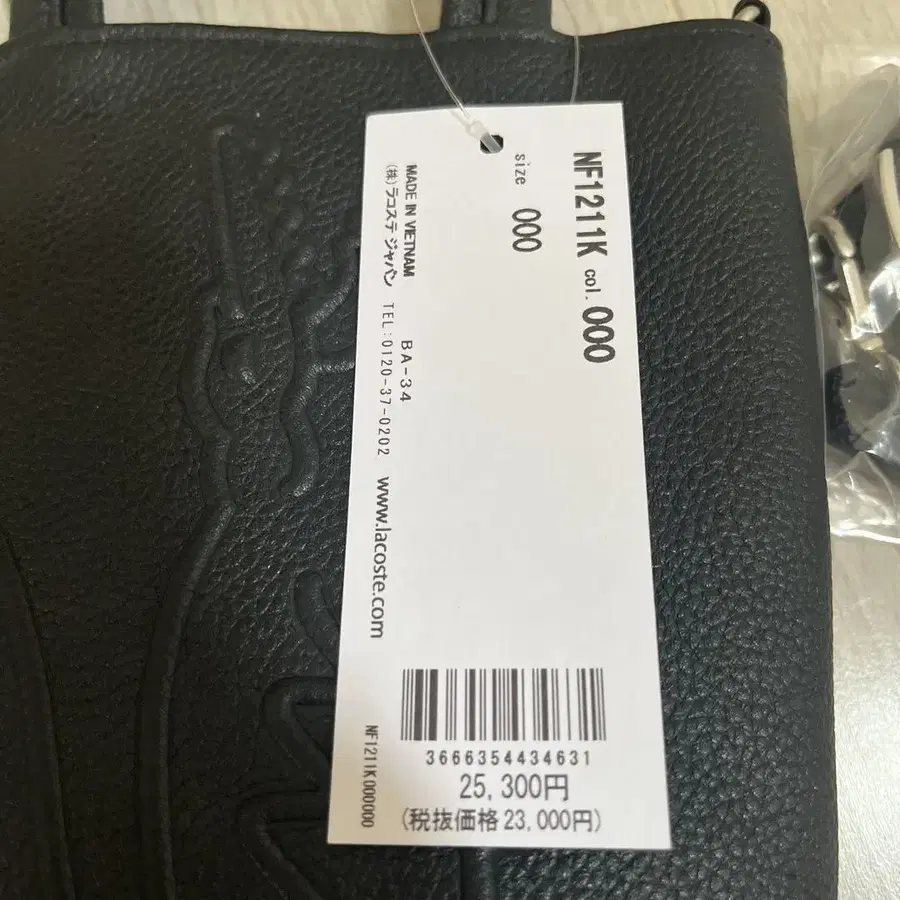 NF1211K col. 000
size 000
BA-34
MADE IN VIETNAM
(株)ラコステ ジャパン TEL:0120-37-0202 www.lacoste.com
3666354434631
25,300円
(税抜価格 23,000円)
NF1211K000000